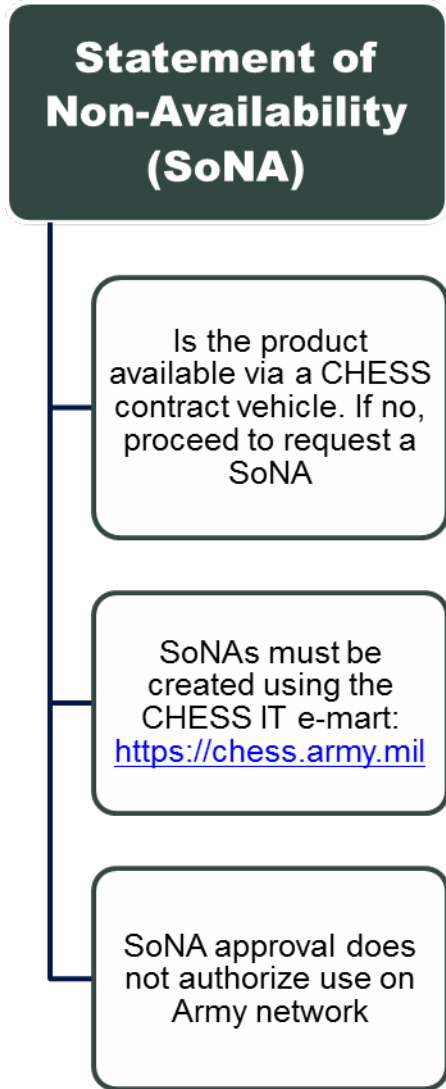 Statement of
Non-Availability
(SoNA)
Is the product
available via a CHESS
contract vehicle. If no,
proceed to request a
SoNA
SoNAs must be
created using the
CHESS IT e-mart:
https://chess.army.mil
SoNA approval does
not authorize use on
Army network